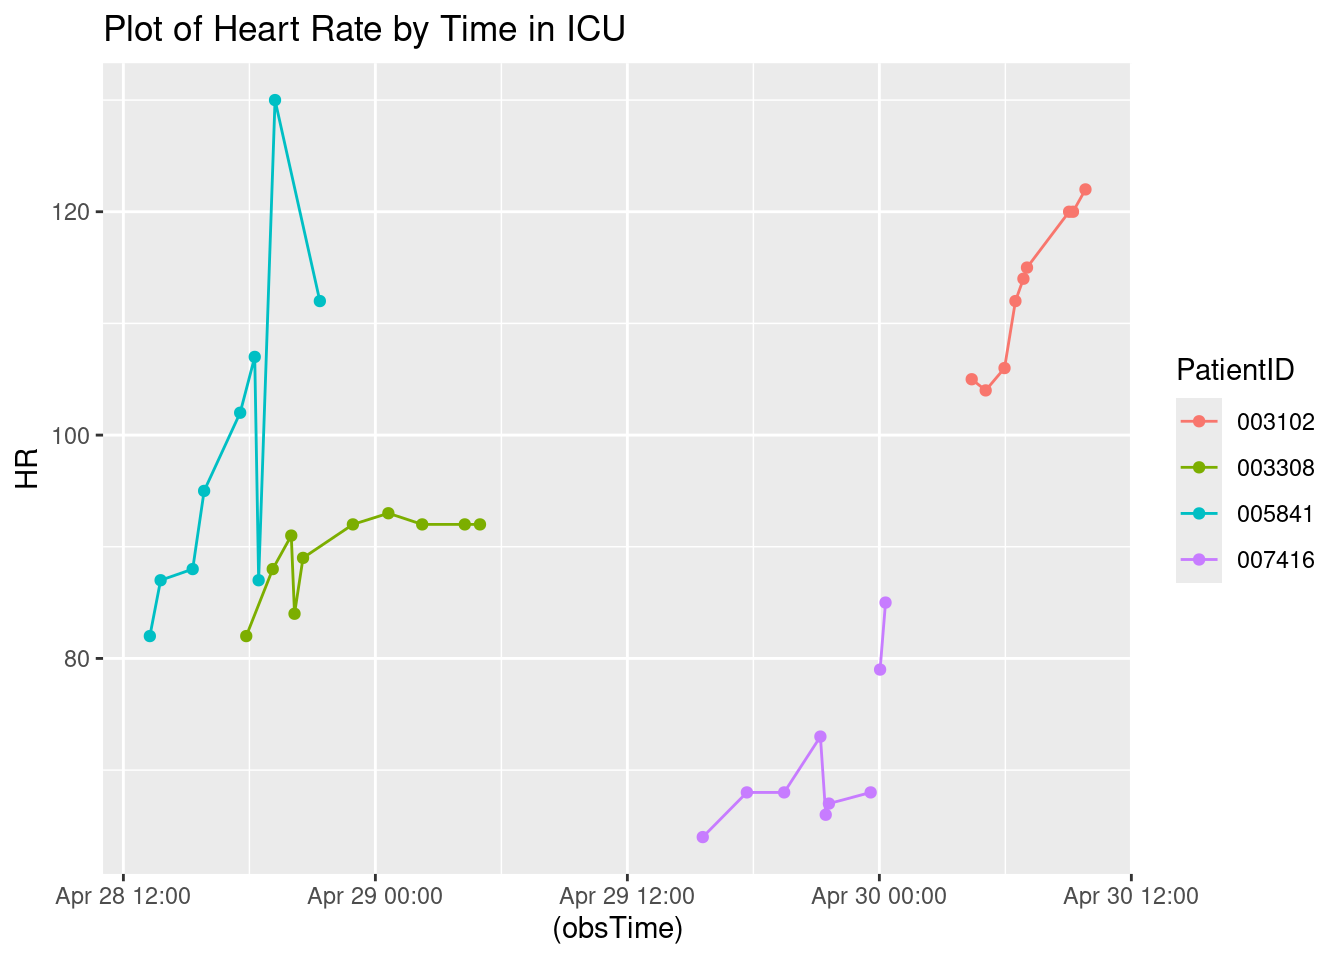 Plot of Heart Rate by Time in ICU
120
100
80
HR
Apr 28 12:00 Apr 29 00:00 Apr 29 12:00 Apr 30 00:00 Apr 30 12:00
(obsTime)
PatientID
003102
003308
005841
007416